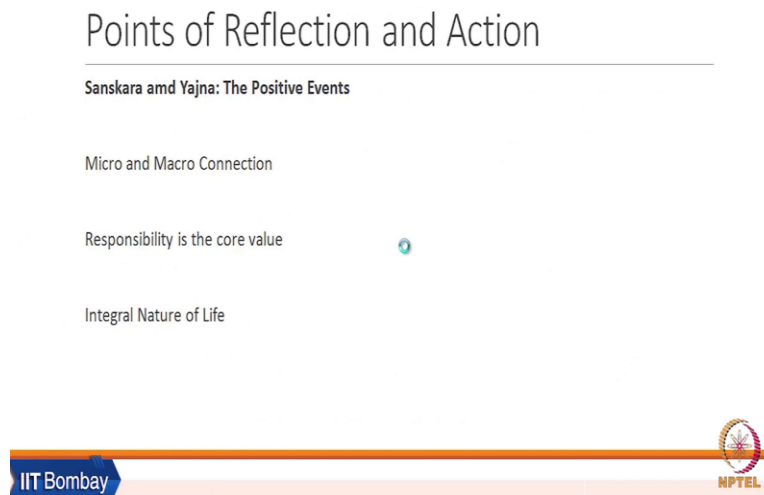 Points of Reflection and Action
Sanskara amd Yajna: The Positive Events
Micro and Macro Connection
Responsibility is the core value
Integral Nature of Life
IIT Bombay
NPTEL